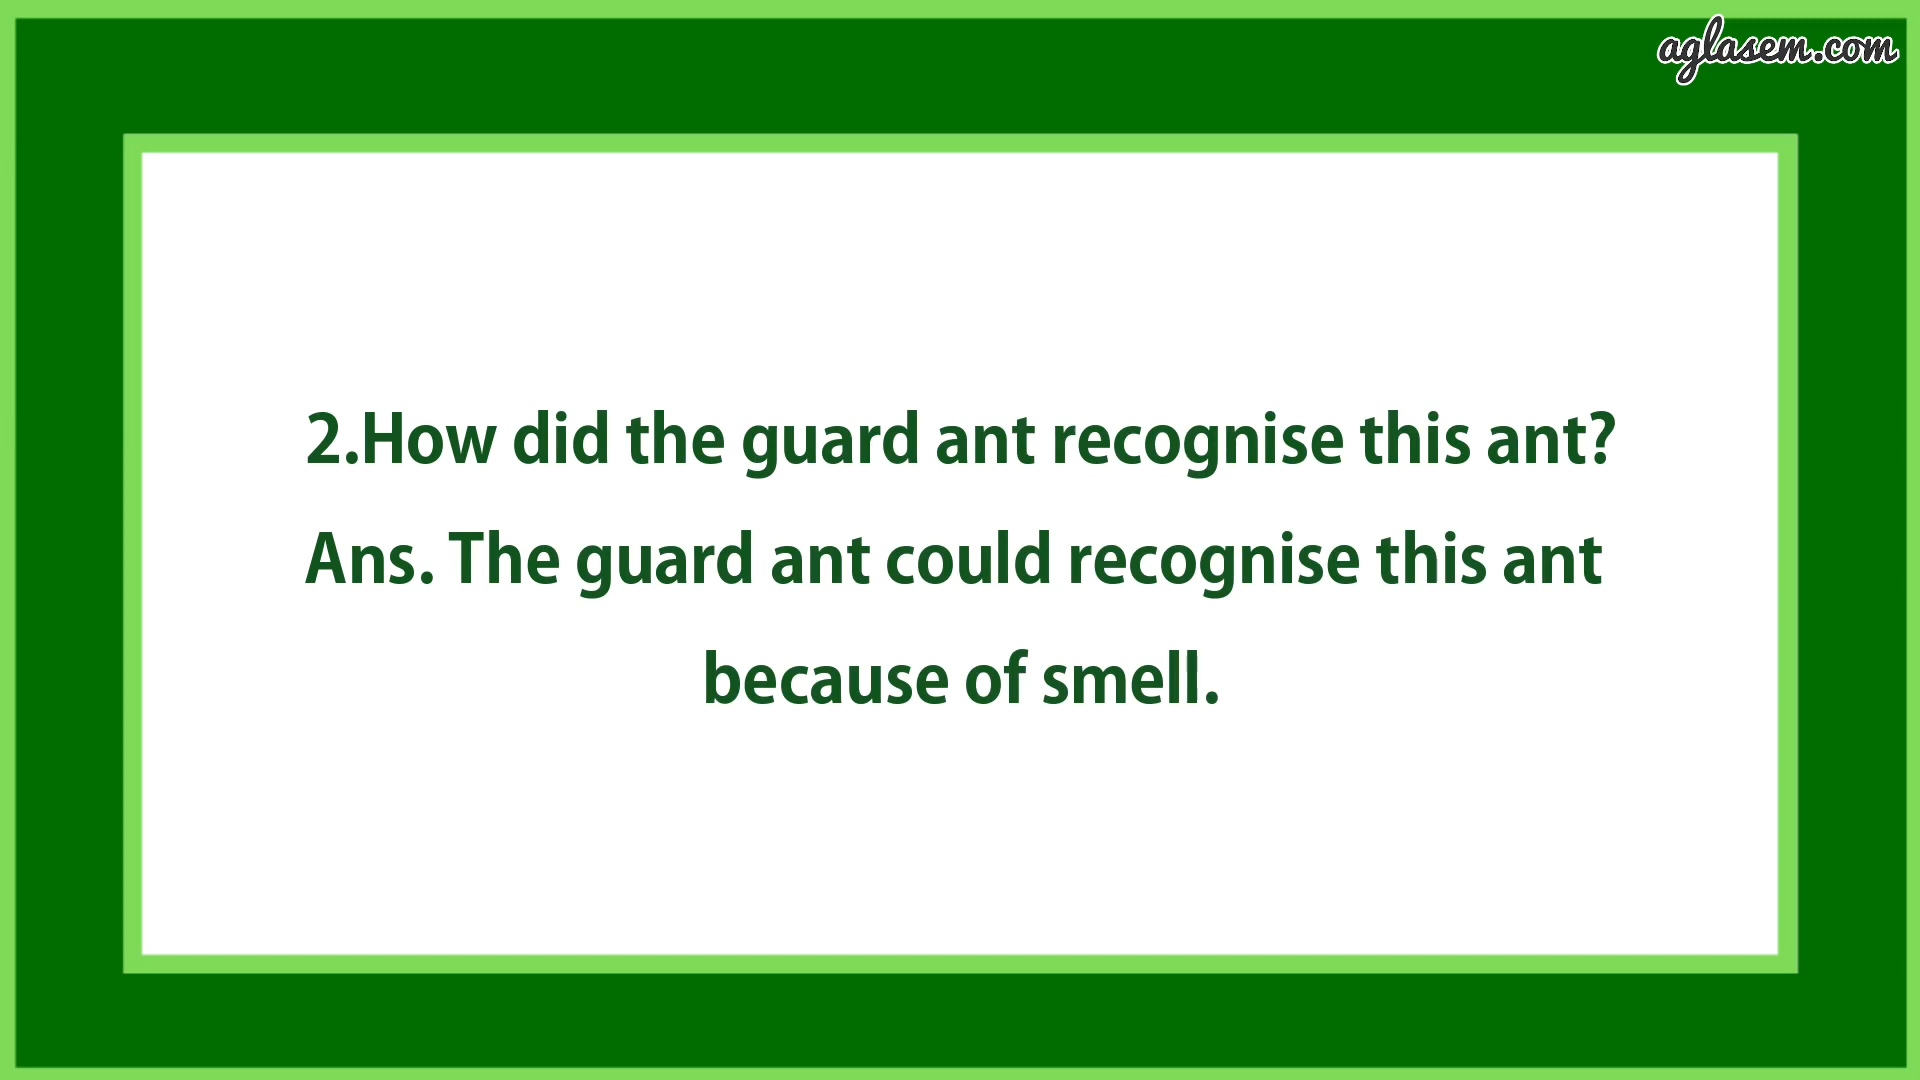 aglasem.com
2.How did the guard ant recognise this ant?
Ans. The guard ant could recognise this ant
because of smell.